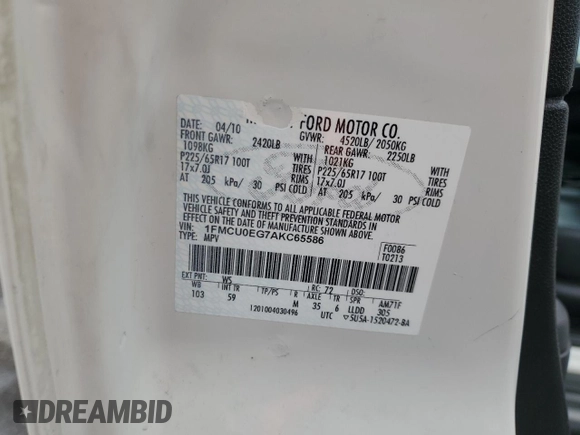 FORD MOTOR CO.
DATE: 04/10 GVWR: 4520LB/ 2050KG
FRONT GAWR: 2420LB REAR GAWR: 2250LB
1098KG WITH 1021KG WITH
P225/65R17 100T TIRES P225/65R17 100T TIRES
17x7.0J RIMS 17x7.0J RIMS
AT 205 kPa/ 30 PSI COLD AT 205 kPa/ 30 PSI COLD
THIS VEHICLE CONFORMS TO ALL APPLICABLE FEDERAL MOTOR
VEHICLE SAFETY AND THEFT PREVENTION STANDARDS IN
EFFECT ON THE DATE OF MANUFACTURE SHOWN ABOVE.
VIN: 1FMCU0EG7AKC65586 F0086
TYPE: MPV T0213
EXT PNT: WS RC: 72 DSO:
WB INT TR TP/PS R AXLE TR SPR AM71F
103 59 M 35 6 LLDD 305
1201004030496 UTC 5U5A-1520472-BA
DREAMBID